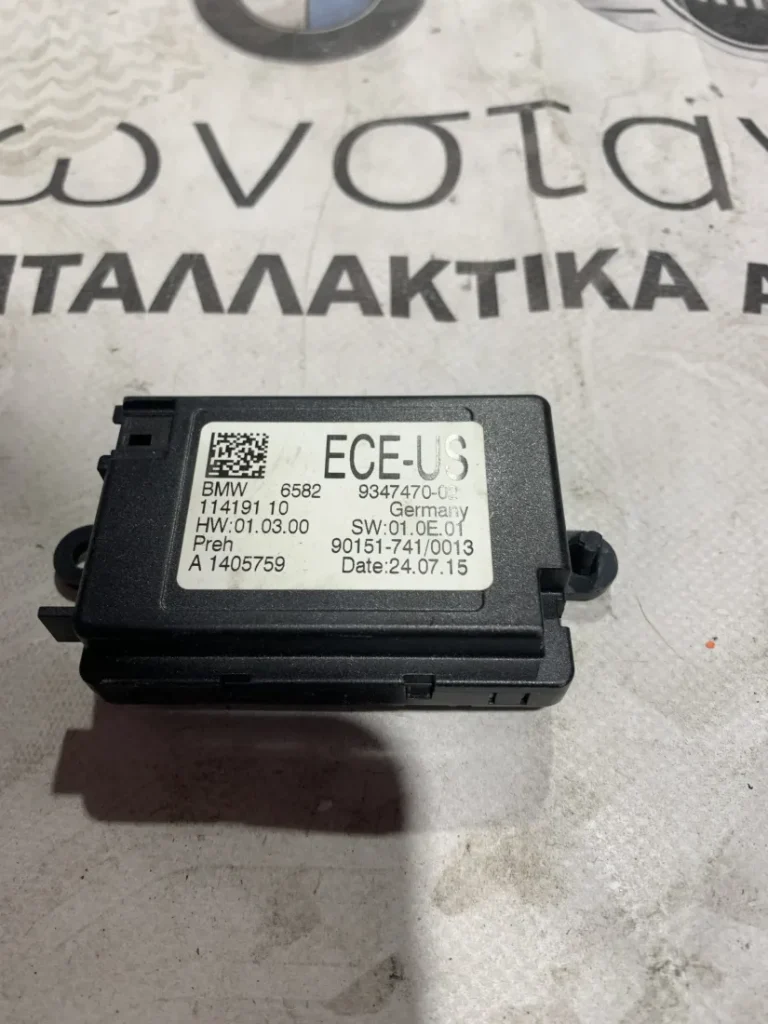 ωνστα
ΝΤΑΛΛΑΚΤΙΚΑ Α
ECE-US
BMW 6582 9347470-02
114191 10 Germany
HW:01.03.00 SW:01.0E.01
Preh 90151-741/0013
A 1405759 Date:24.07.15